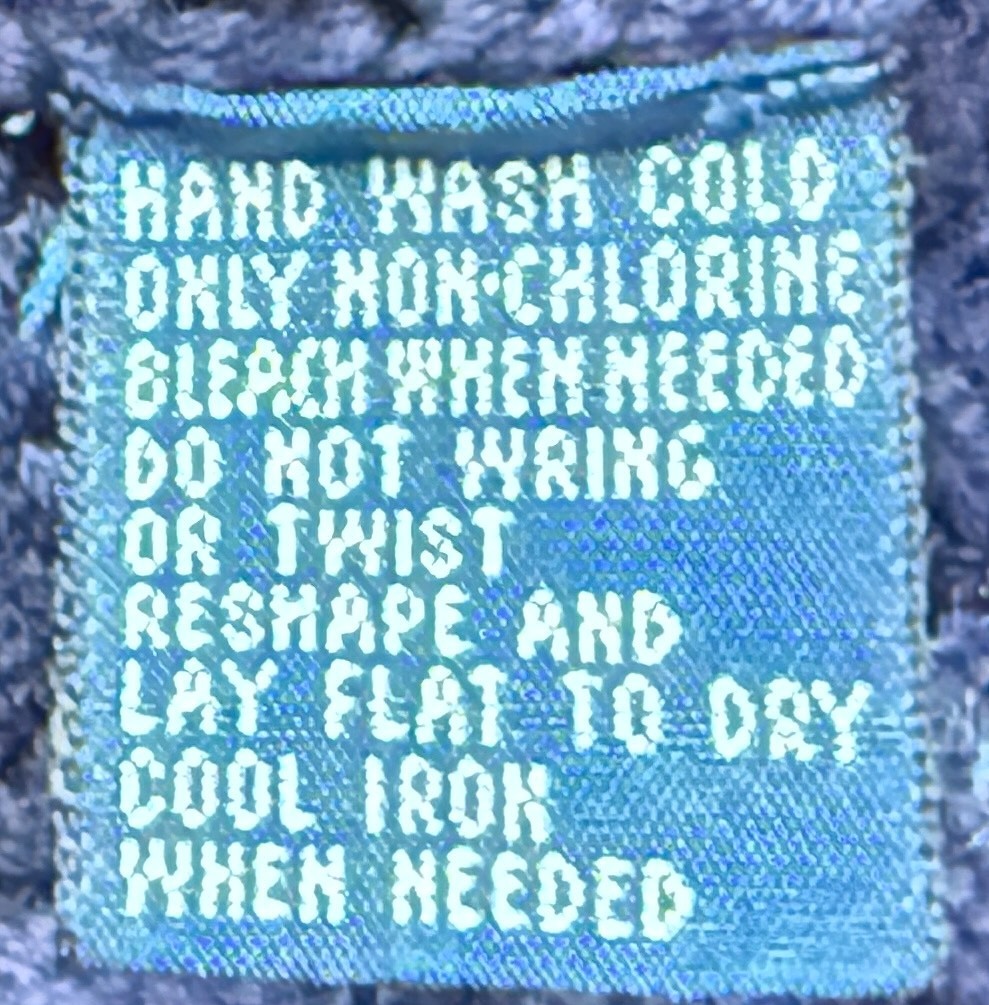 HAND WASH COLD
ONLY NON-CHLORINE
BLEACH WHEN NEEDED
DO NOT WRING
OR TWIST
RESHAPE AND
LAY FLAT TO DRY
COOL IRON
WHEN NEEDED